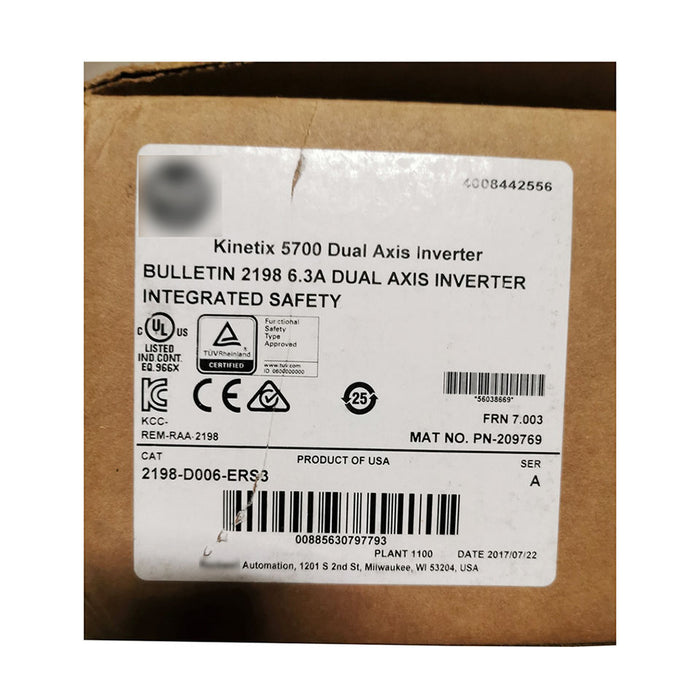 4008442556
Kinetix 5700 Dual Axis Inverter
BULLETIN 2198 6.3A DUAL AXIS INVERTER
INTEGRATED SAFETY
C UL US
LISTED
IND.CONT.
EQ.966X
TÜVRheinland
CERTIFIED
Functional
Safety
Type
Approved
www.tuv.com
ID 0600000000
CE
25
*56038669*
KCC-
REM-RAA-2198
FRN 7.003
MAT NO. PN-209769
CAT
PRODUCT OF USA
SER
2198-D006-ERS3
A
00885630797793
PLANT 1100 DATE 2017/07/22
Automation, 1201 S 2nd St, Milwaukee, WI 53204, USA